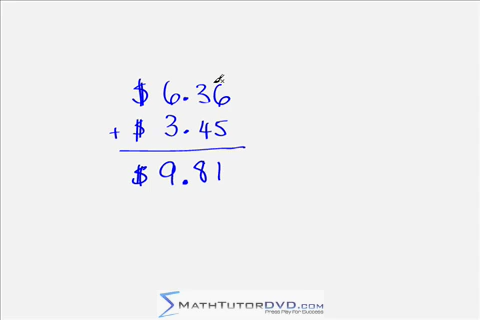 $ 6.36
+ $ 3.45
$ 9.81
MATHTUTORDVD.COM
Press Play For Success